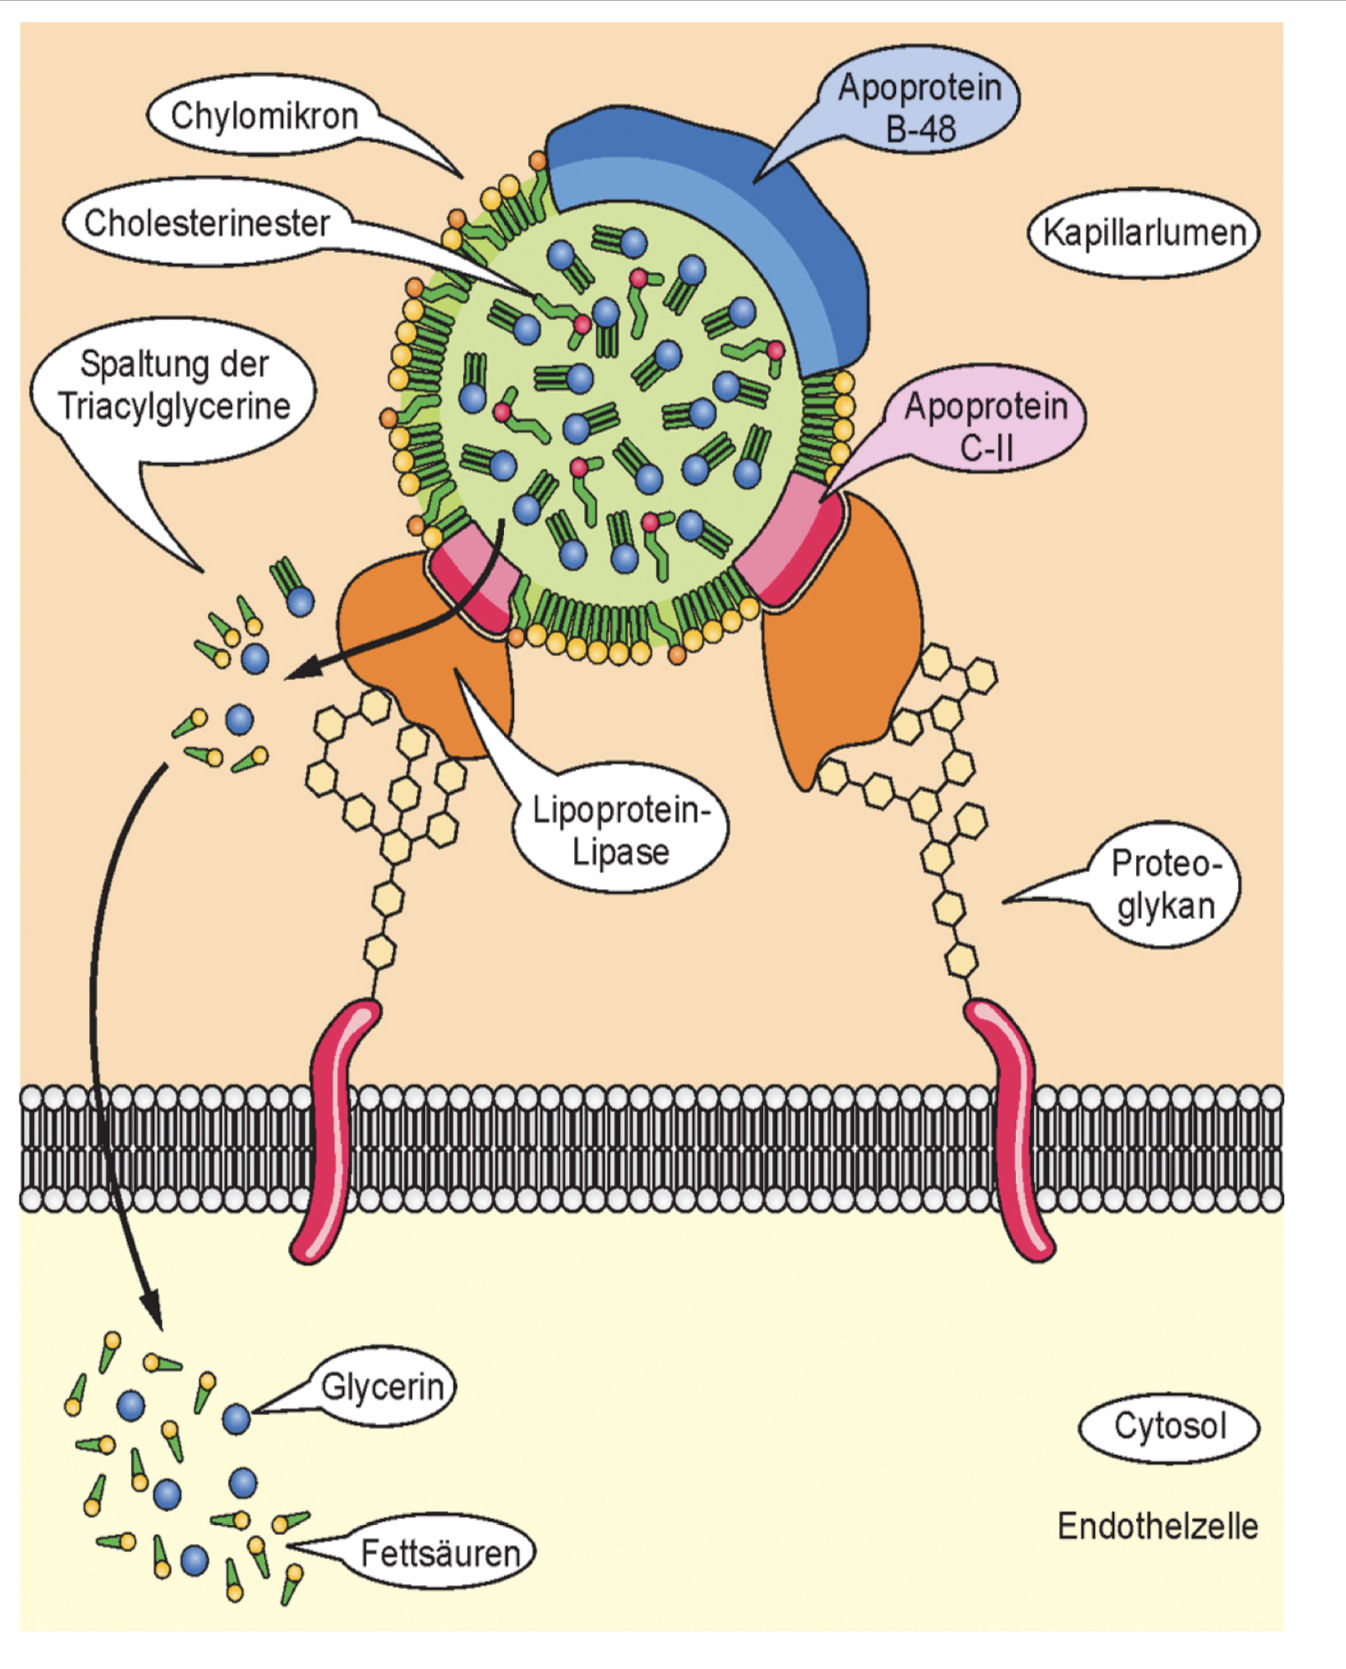 Chylomikron
Apoprotein
B-48
Cholesterinester
Kapillarlumen
Spaltung der
Triacylglycerine
Apoprotein
C-II
Lipoprotein-
Lipase
Proteo-
glykan
Glycerin
Cytosol
Endothelzelle
Fettsäuren